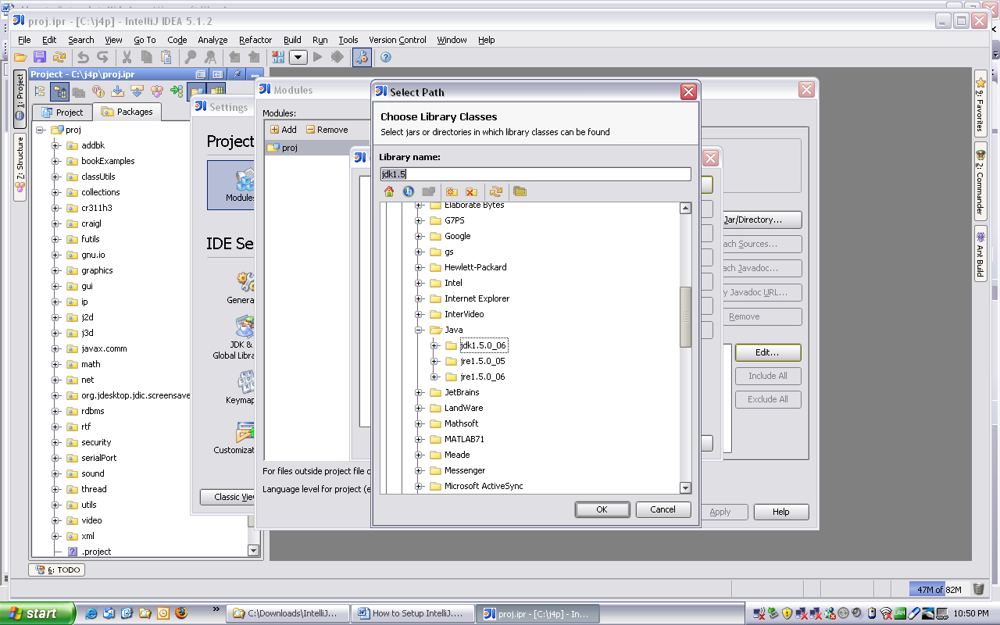 proj.ipr - [C:\j4p] - IntelliJ IDEA 5.1.2
File Edit Search View Go To Code Analyze Refactor Build Run Tools Version Control Window Help
Project - C:\j4p\proj.ipr
1: Project
Z: Structure
Project Packages
proj
addbk
bookExamples
classUtils
collections
cr311h3
craigl
futils
gnu.io
graphics
gui
ip
j2d
j3d
javax.comm
math
net
org.jdesktop.jdic.screensave
rdbms
rtf
security
serialPort
sound
thread
utils
video
xml
.project
6: TODO
Settings
Project
Modules
IDE Se
Genera
JDK &
Global Libr
Keymap
Customizat
Classic View
Modules
Modules:
Add Remove
proj
For files outside project file
Language level for project (e
Select Path
Choose Library Classes
Select jars or directories in which library classes can be found
Library name:
jdk1.5
Elaborate Bytes
G7PS
Google
gs
Hewlett-Packard
Intel
Internet Explorer
InterVideo
Java
jdk1.5.0_06
jre1.5.0_05
jre1.5.0_06
JetBrains
LandWare
Mathsoft
MATLAB71
Meade
Messenger
Microsoft ActiveSync
OK Cancel
Jar/Directory...
ach Sources...
ach Javadoc...
y Javadoc URL...
Remove
Edit...
Include All
Exclude All
Apply Help
9: Favorites
2: Commander
Ant Build
47M of 82M
start
C:\Downloads\IntelliJ...
How to Setup IntelliJ....
proj.ipr - [C:\j4p] - In...
LAN
10:50 PM